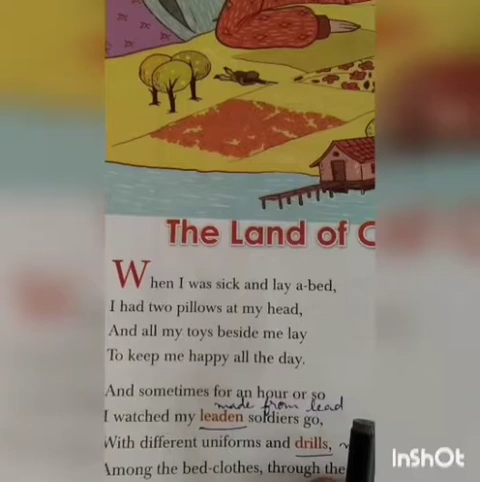 The Land of C
When I was sick and lay a-bed,
I had two pillows at my head,
And all my toys beside me lay
To keep me happy all the day.
And sometimes for an hour or so
made from lead
I watched my leaden soldiers go,
With different uniforms and drills,
Among the bed-clothes, through the
InShOt